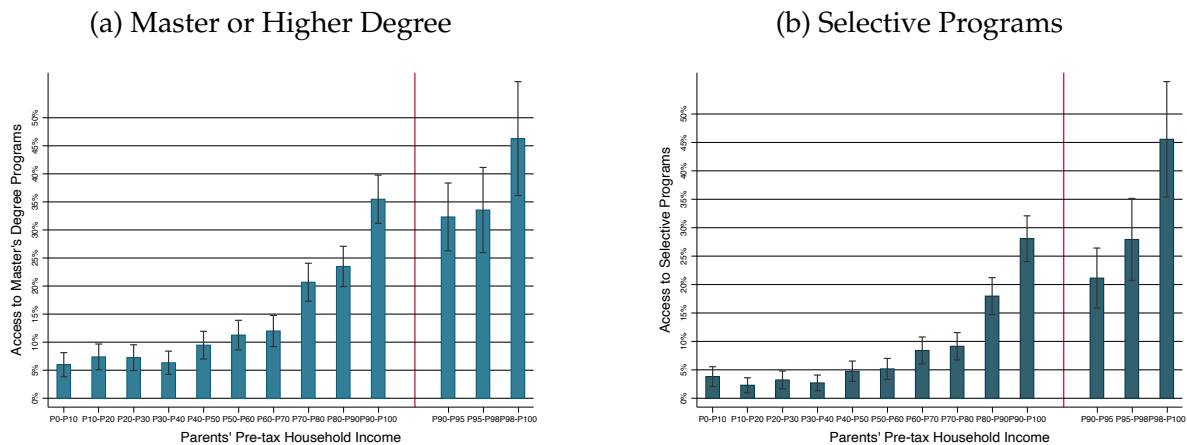 (a) Master or Higher Degree
Access to Master's Degree Programs
50%
45%
40%
35%
30%
25%
20%
15%
10%
5%
0%
P0-P10 P10-P20 P20-P30 P30-P40 P40-P50 P50-P60 P60-P70 P70-P80 P80-P90 P90-P100 P90-P95 P95-P98 P98-P100
Parents' Pre-tax Household Income
(b) Selective Programs
Access to Selective Programs
50%
45%
40%
35%
30%
25%
20%
15%
10%
5%
0%
P0-P10 P10-P20 P20-P30 P30-P40 P40-P50 P50-P60 P60-P70 P70-P80 P80-P90 P90-P100 P90-P95 P95-P98 P98-P100
Parents' Pre-tax Household Income